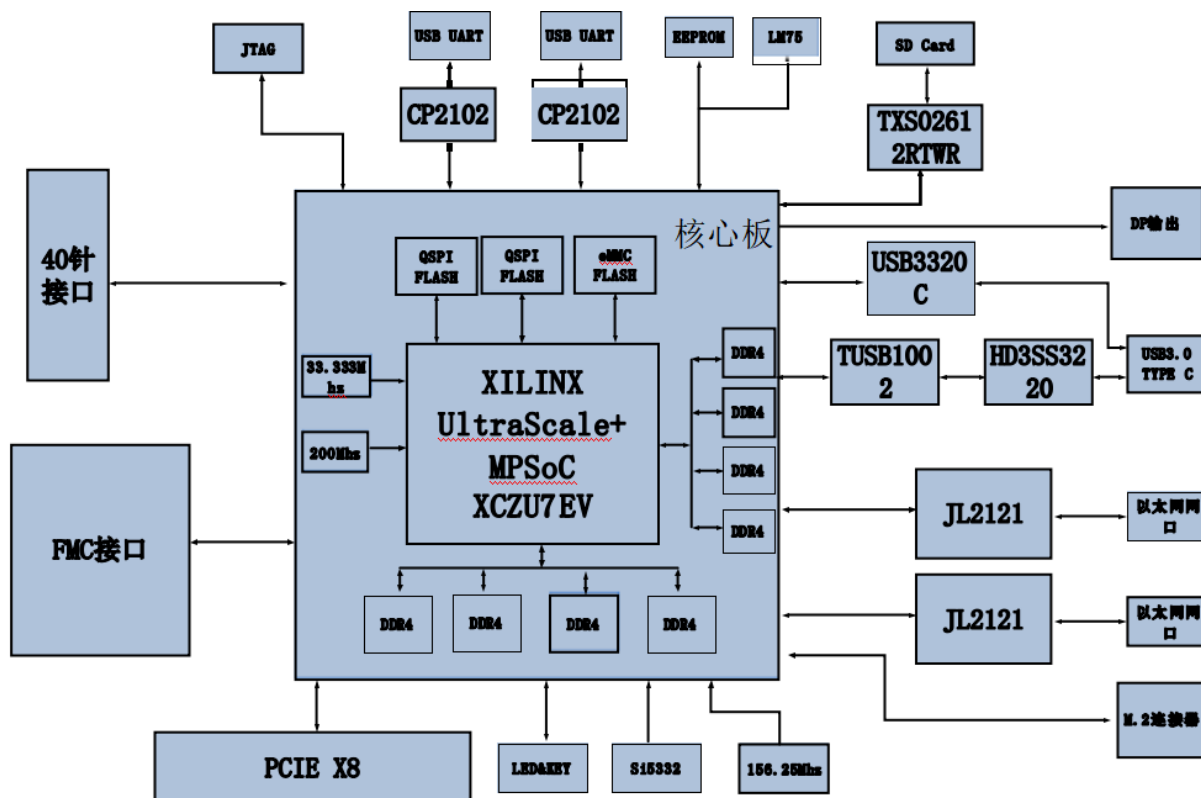 USB UART
USB UART
EEPROM
LM75
SD Card
JTAG
CP2102
CP2102
TXS0261
2RTWR
核心板
DP输出
40针
接口
QSPI
FLASH
QSPI
FLASH
eMMC
FLASH
USB3320
C
33.333M
hz
XILINX
UltraScale+
MPSoC
XCZU7EV
DDR4
TUSB100
2
HD3SS3
220
USB3.0
TYPE C
DDR4
200Mhz
DDR4
DDR4
FMC接口
JL2121
以太网网
口
DDR4
DDR4
DDR4
DDR4
JL2121
以太网网
口
M.2连接器
PCIE X8
LED&KEY
Si5332
156.25Mhz